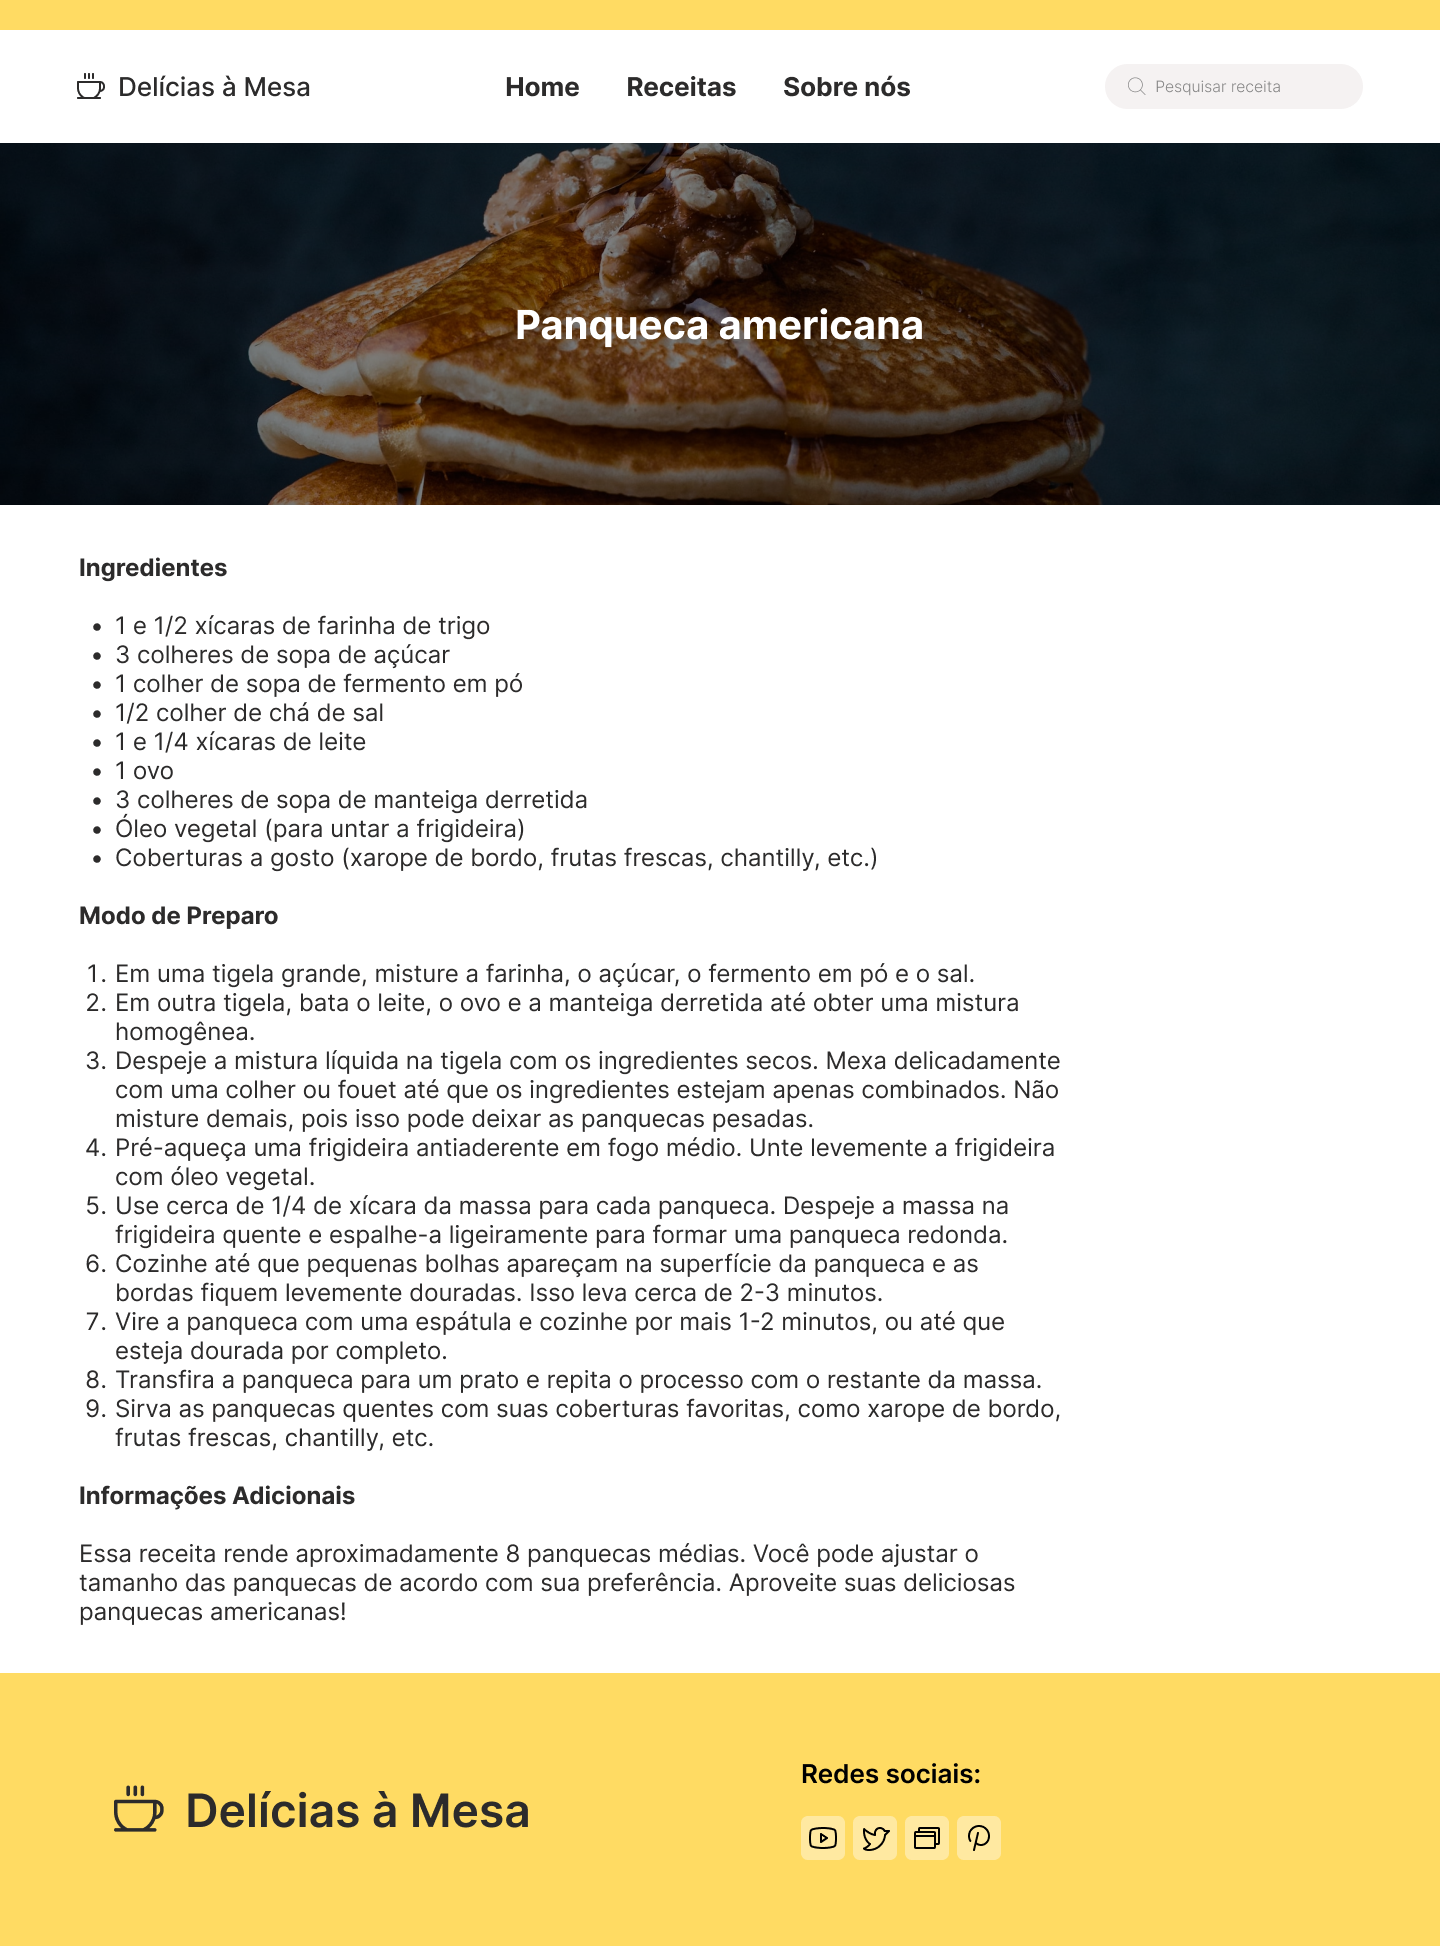 Delícias à Mesa
Home Receitas Sobre nós
Pesquisar receita
Panqueca americana
Ingredientes
• 1 e 1/2 xícaras de farinha de trigo
• 3 colheres de sopa de açúcar
• 1 colher de sopa de fermento em pó
• 1/2 colher de chá de sal
• 1 e 1/4 xícaras de leite
• 1 ovo
• 3 colheres de sopa de manteiga derretida
• Óleo vegetal (para untar a frigideira)
• Coberturas a gosto (xarope de bordo, frutas frescas, chantilly, etc.)
Modo de Preparo
1. Em uma tigela grande, misture a farinha, o açúcar, o fermento em pó e o sal.
2. Em outra tigela, bata o leite, o ovo e a manteiga derretida até obter uma mistura
homogênea.
3. Despeje a mistura líquida na tigela com os ingredientes secos. Mexa delicadamente
com uma colher ou fouet até que os ingredientes estejam apenas combinados. Não
misture demais, pois isso pode deixar as panquecas pesadas.
4. Pré-aqueça uma frigideira antiaderente em fogo médio. Unte levemente a frigideira
com óleo vegetal.
5. Use cerca de 1/4 de xícara da massa para cada panqueca. Despeje a massa na
frigideira quente e espalhe-a ligeiramente para formar uma panqueca redonda.
6. Cozinhe até que pequenas bolhas apareçam na superfície da panqueca e as
bordas fiquem levemente douradas. Isso leva cerca de 2-3 minutos.
7. Vire a panqueca com uma espátula e cozinhe por mais 1-2 minutos, ou até que
esteja dourada por completo.
8. Transfira a panqueca para um prato e repita o processo com o restante da massa.
9. Sirva as panquecas quentes com suas coberturas favoritas, como xarope de bordo,
frutas frescas, chantilly, etc.
Informações Adicionais
Essa receita rende aproximadamente 8 panquecas médias. Você pode ajustar o
tamanho das panquecas de acordo com sua preferência. Aproveite suas deliciosas
panquecas americanas!
Delícias à Mesa
Redes sociais: